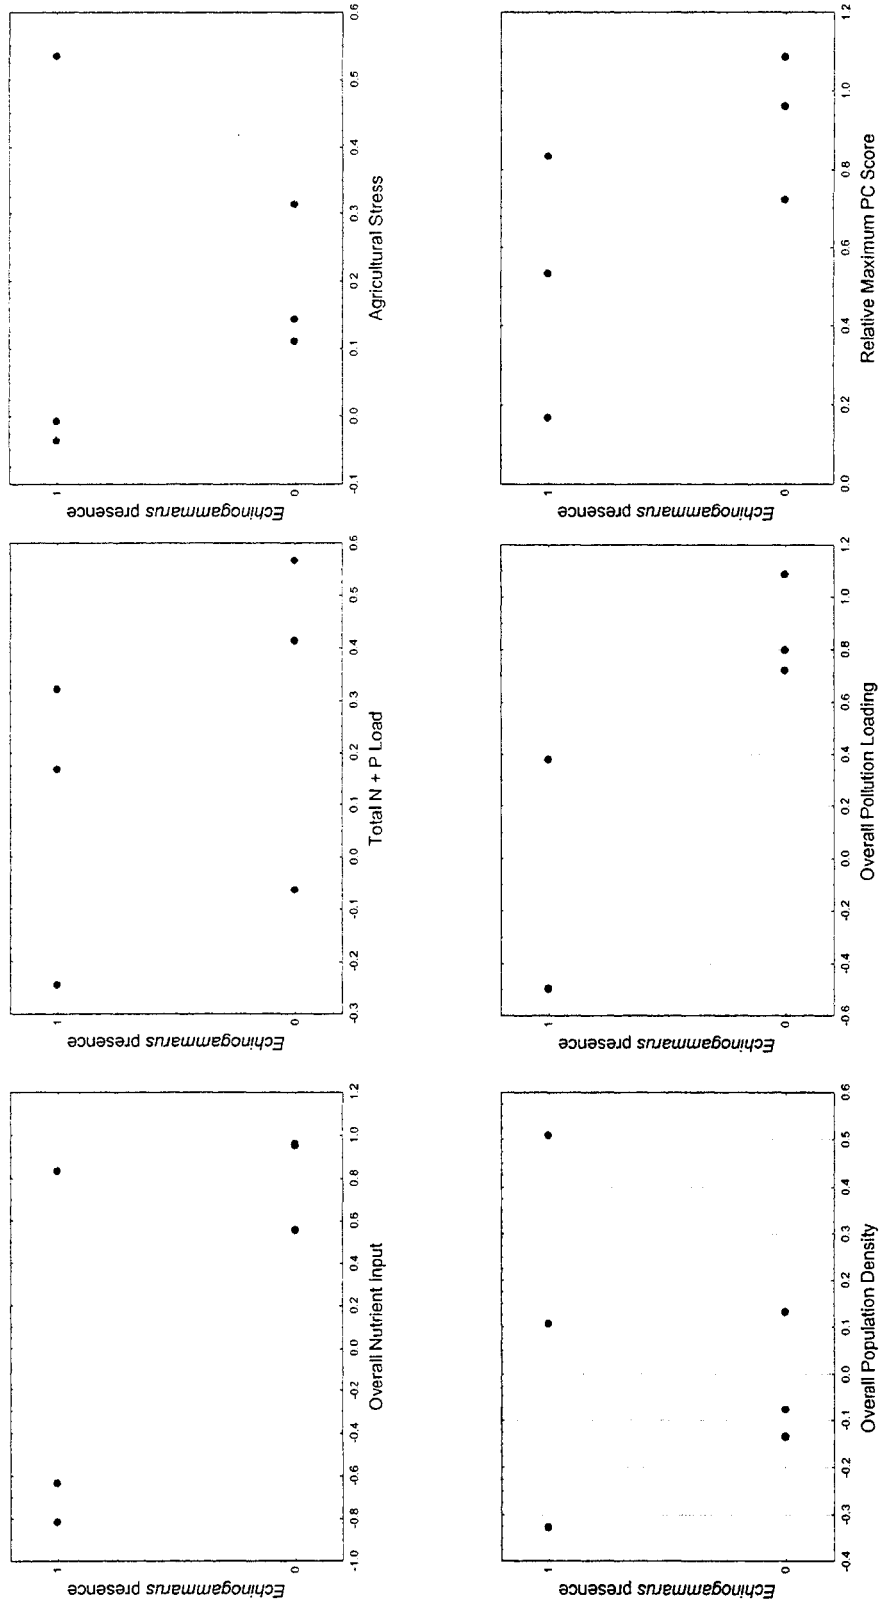 Echinogammarus presence
1
0
-1.0 -0.8 -0.6 -0.4 -0.2 0.0 0.2 0.4 0.6 0.8 1.0 1.2
Overall Nutrient Input
Echinogammarus presence
1
0
-0.3 -0.2 -0.1 0.0 0.1 0.2 0.3 0.4 0.5 0.6
Total N + P Load
Echinogammarus presence
1
0
-0.1 0.0 0.1 0.2 0.3 0.4 0.5 0.6
Agricultural Stress
Echinogammarus presence
1
0
-0.4 -0.3 -0.2 -0.1 0.0 0.1 0.2 0.3 0.4 0.5 0.6
Overall Population Density
Echinogammarus presence
1
0
-0.6 -0.4 -0.2 0.0 0.2 0.4 0.6 0.8 1.0 1.2
Overall Pollution Loading
Echinogammarus presence
1
0
0.0 0.2 0.4 0.6 0.8 1.0 1.2
Relative Maximum PC Score